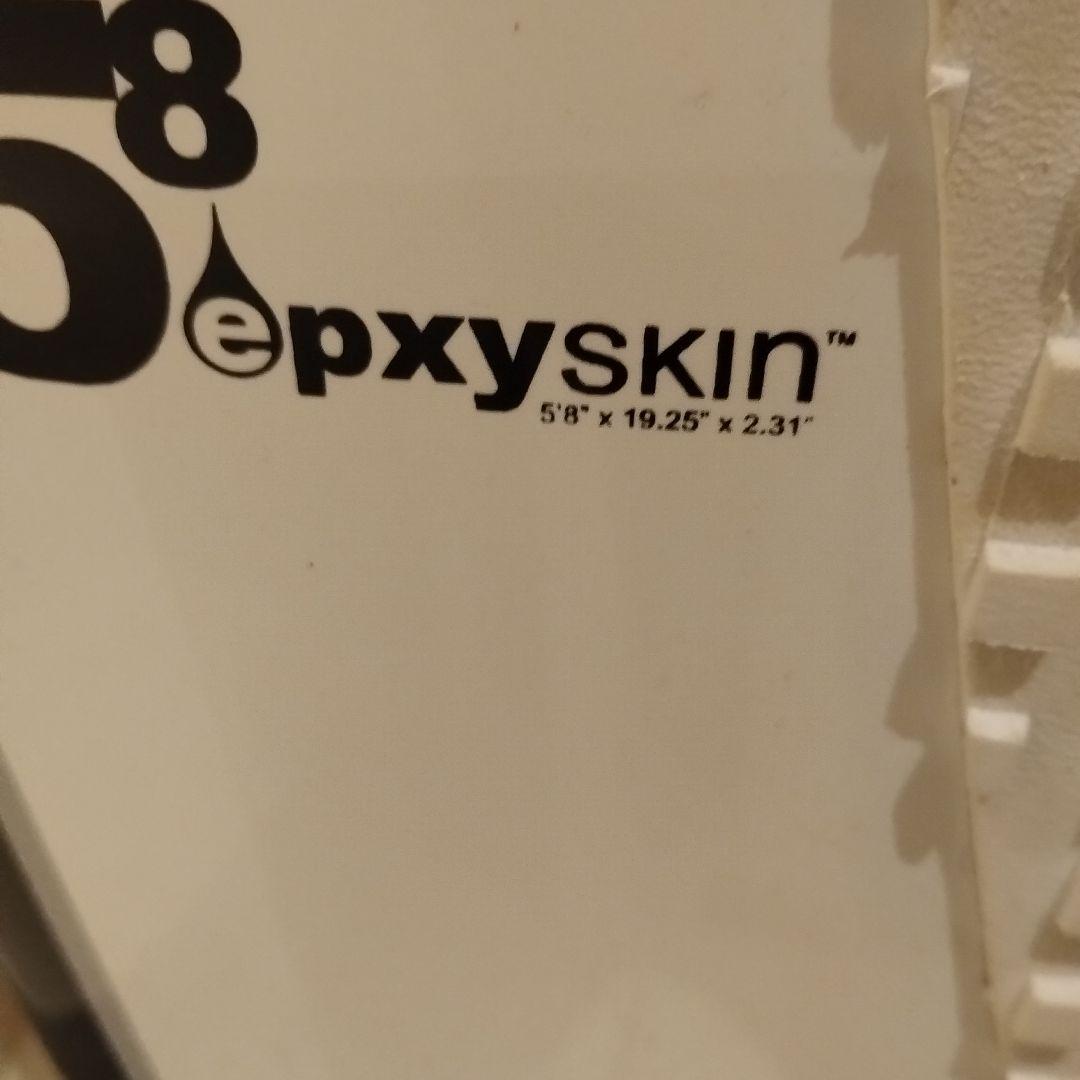 58
epxySKIN™
5'8" x 19.25" x 2.31"